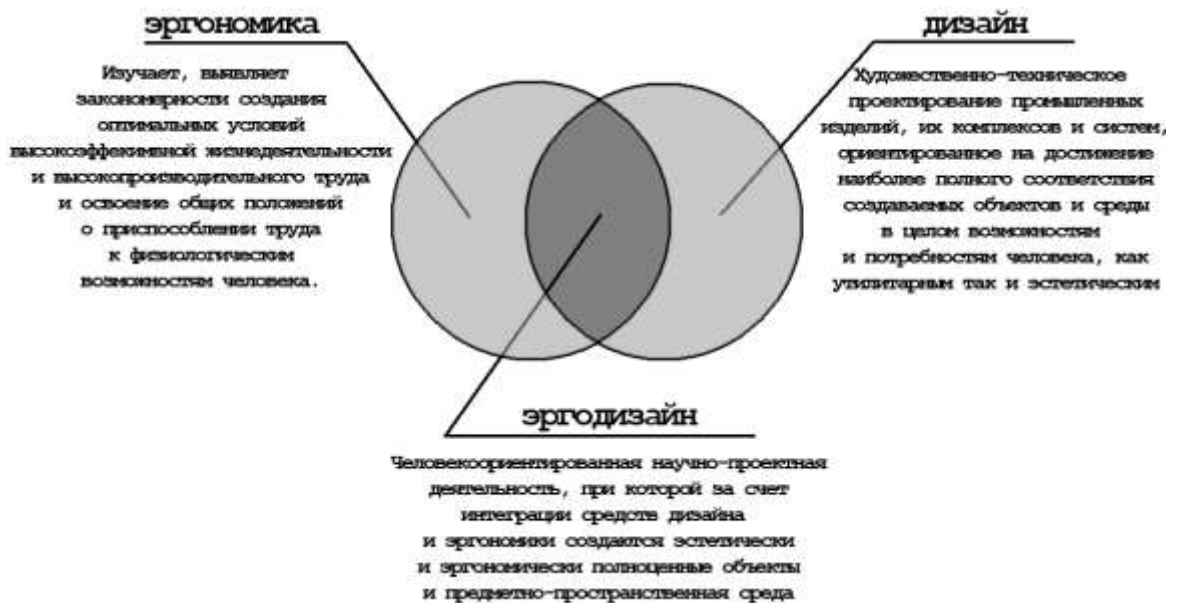 эргономика
Изучает, выявляет
закономерности создания
оптимальных условий
высокоэффекимвной жизнедеятельности
и высокопроизводительного труда
и освоение общих положений
о приспособлении труда
к физиологическим
возможностям человека.
дизайн
Художественно-техническое
проектирование промышленных
изделий, их комплексов и систем,
ориентированное на достижение
наиболее полного соответствия
создаваемых объектов и среды
в целом возможностям
и потребностям человека, как
утилитарным так и эстетическим
эргодизайн
Человекоориентированная научно-проектная
деятельность, при которой за счет
интеграции средств дизайна
и эргономики создаются эстетически
и эргономически полноценные объекты
и предметно-пространственная среда